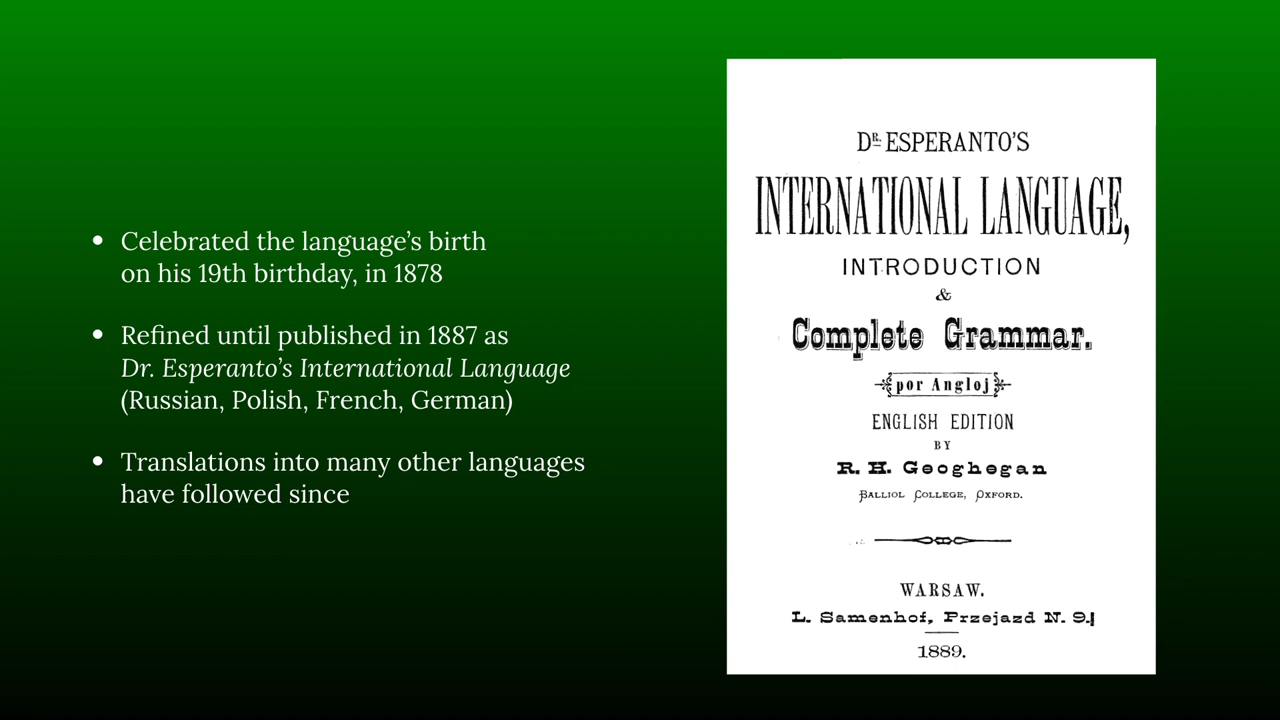 • Celebrated the language’s birth
on his 19th birthday, in 1878
• Refined until published in 1887 as
Dr. Esperanto’s International Language
(Russian, Polish, French, German)
• Translations into many other languages
have followed since
DR. ESPERANTO’S
INTERNATIONAL LANGUAGE,
INTRODUCTION
&
Complete Grammar.
por Angloj
ENGLISH EDITION
BY
R. H. Geoghegan
BALLIOL COLLEGE, OXFORD.
WARSAW.
L. Samenhof, Przejazd N. 9.
1889.